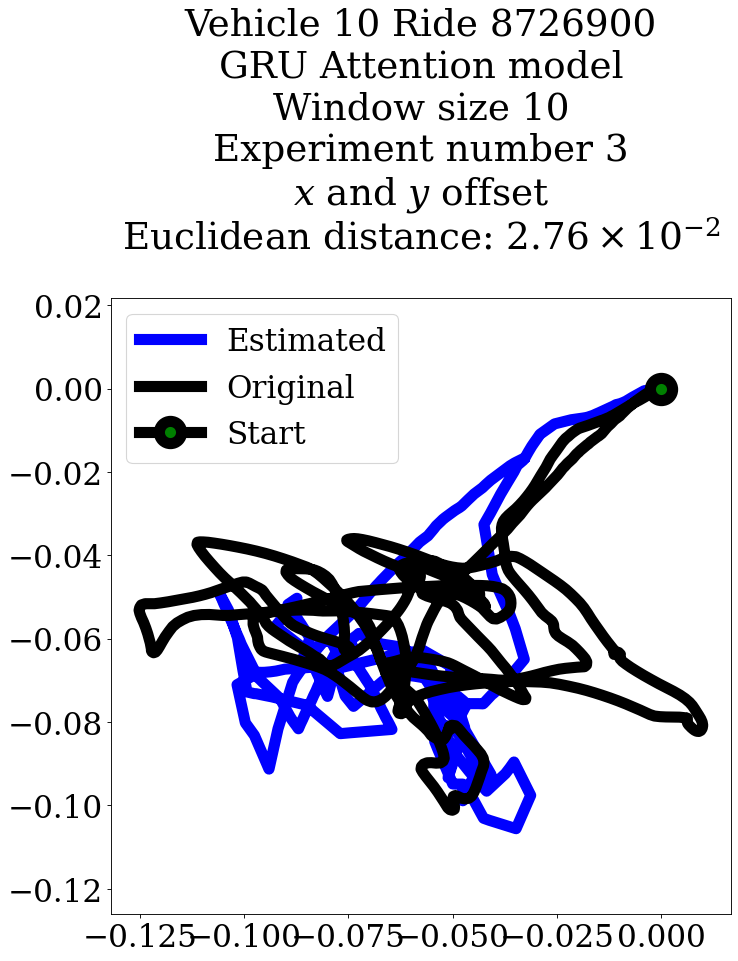 Vehicle 10 Ride 8726900
GRU Attention model
Window size 10
Experiment number 3
x and y offset
Euclidean distance: 2.76 × 10⁻²
0.02
Estimated
Original
Start
0.00
−0.02
−0.04
−0.06
−0.08
−0.10
−0.12
−0.125 −0.100 −0.075 −0.050 −0.025 0.000